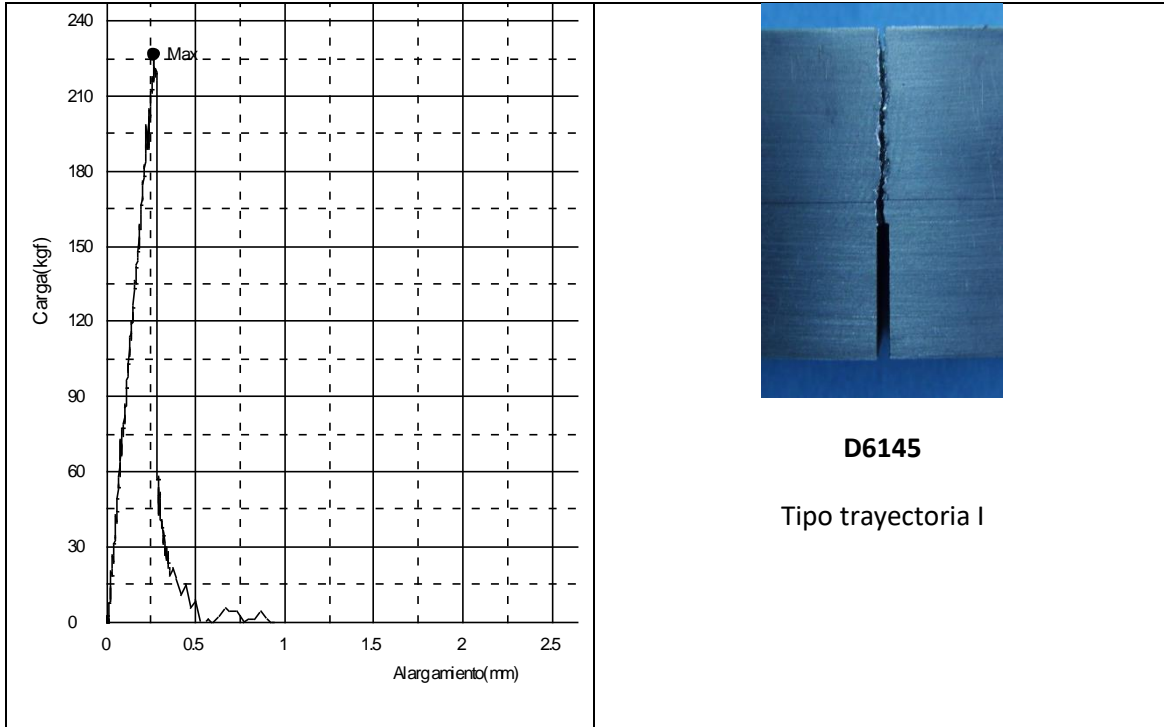 240
Max
210
180
150
120
90
60
30
0
Carga(kgf)
0 0.5 1 1.5 2 2.5
Alargamiento(mm)
D6145
Tipo trayectoria I